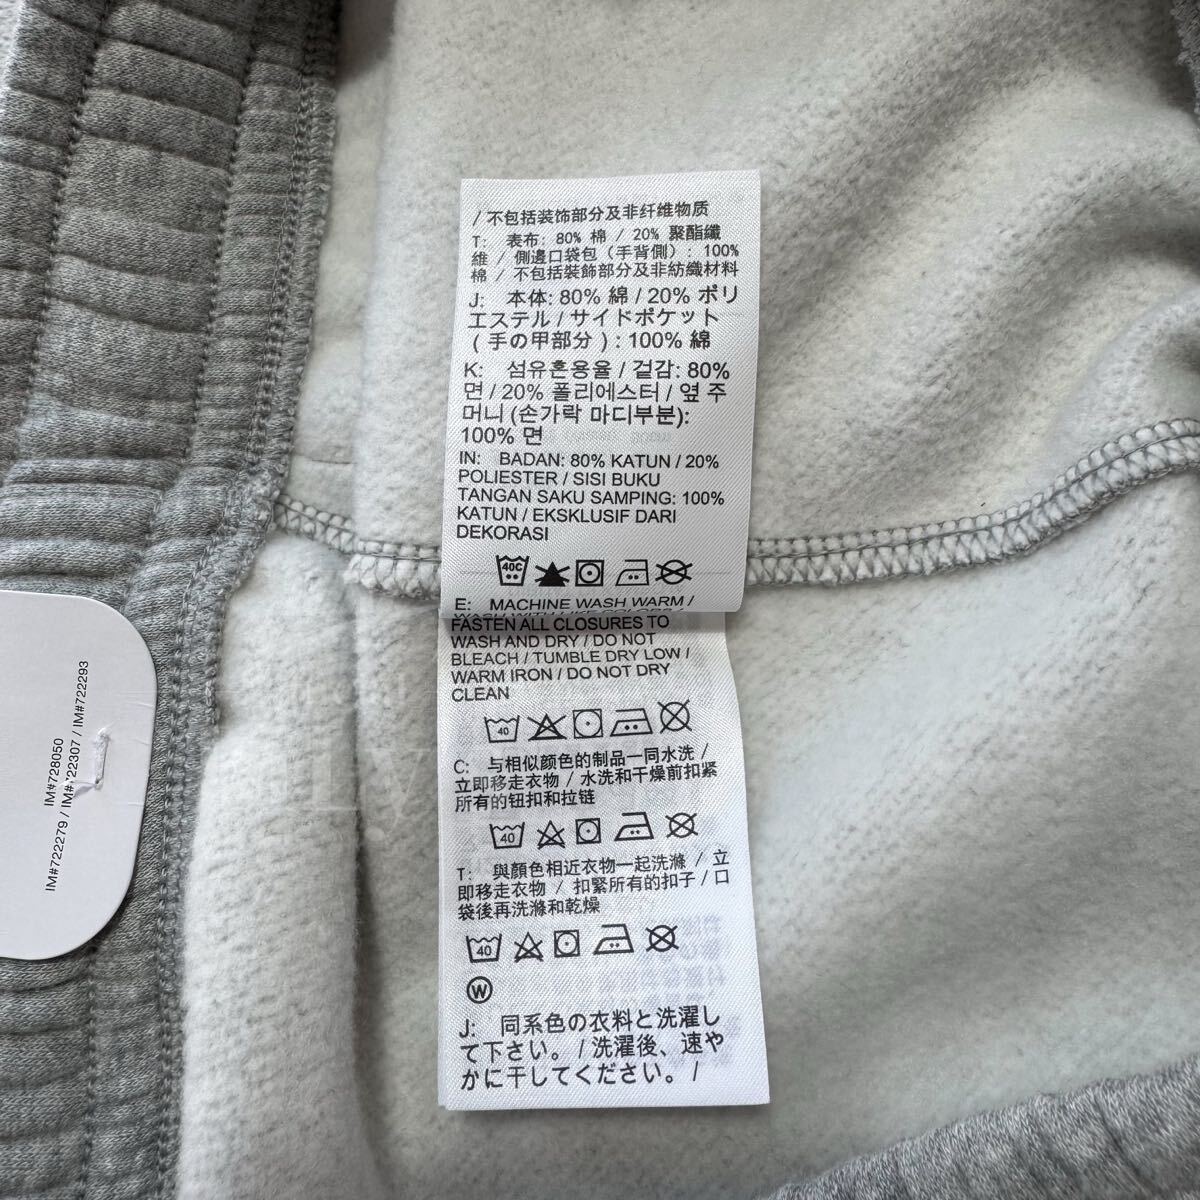 / 不包括装饰部分及非纤维物质
T: 表布: 80% 棉 / 20% 聚酯纖
維 / 側邊口袋包 (手背側) : 100%
棉 / 不包括裝飾部分及非紡織材料
J: 本体: 80% 綿 / 20% ポリ
エステル / サイドポケット
( 手の甲部分 ) : 100% 綿
K: 섬유혼용율 / 겉감: 80%
면 / 20% 폴리에스터 / 옆 주
머니 (손가락 마디부분):
100% 면
IN: BADAN: 80% KATUN / 20%
POLIESTER / SISI BUKU
TANGAN SAKU SAMPING: 100%
KATUN / EKSKLUSIF DARI
DEKORASI
40C
E: MACHINE WASH WARM /
WASH WITH LIKE COLORS /
FASTEN ALL CLOSURES TO
WASH AND DRY / DO NOT
BLEACH / TUMBLE DRY LOW /
WARM IRON / DO NOT DRY
CLEAN
40
C: 与相似颜色的制品一同水洗 /
立即移走衣物 / 水洗和干燥前扣紧
所有的钮扣和拉链
40
T: 與顏色相近衣物一起洗滌 / 立
即移走衣物 / 扣緊所有的扣子 / 口
袋後再洗滌和乾燥
40
W
J: 同系色の衣料と洗濯し
て下さい。 / 洗濯後、速や
かに干してください。 /
IM#728050
IM#722279 / IM#722307 / IM#722293